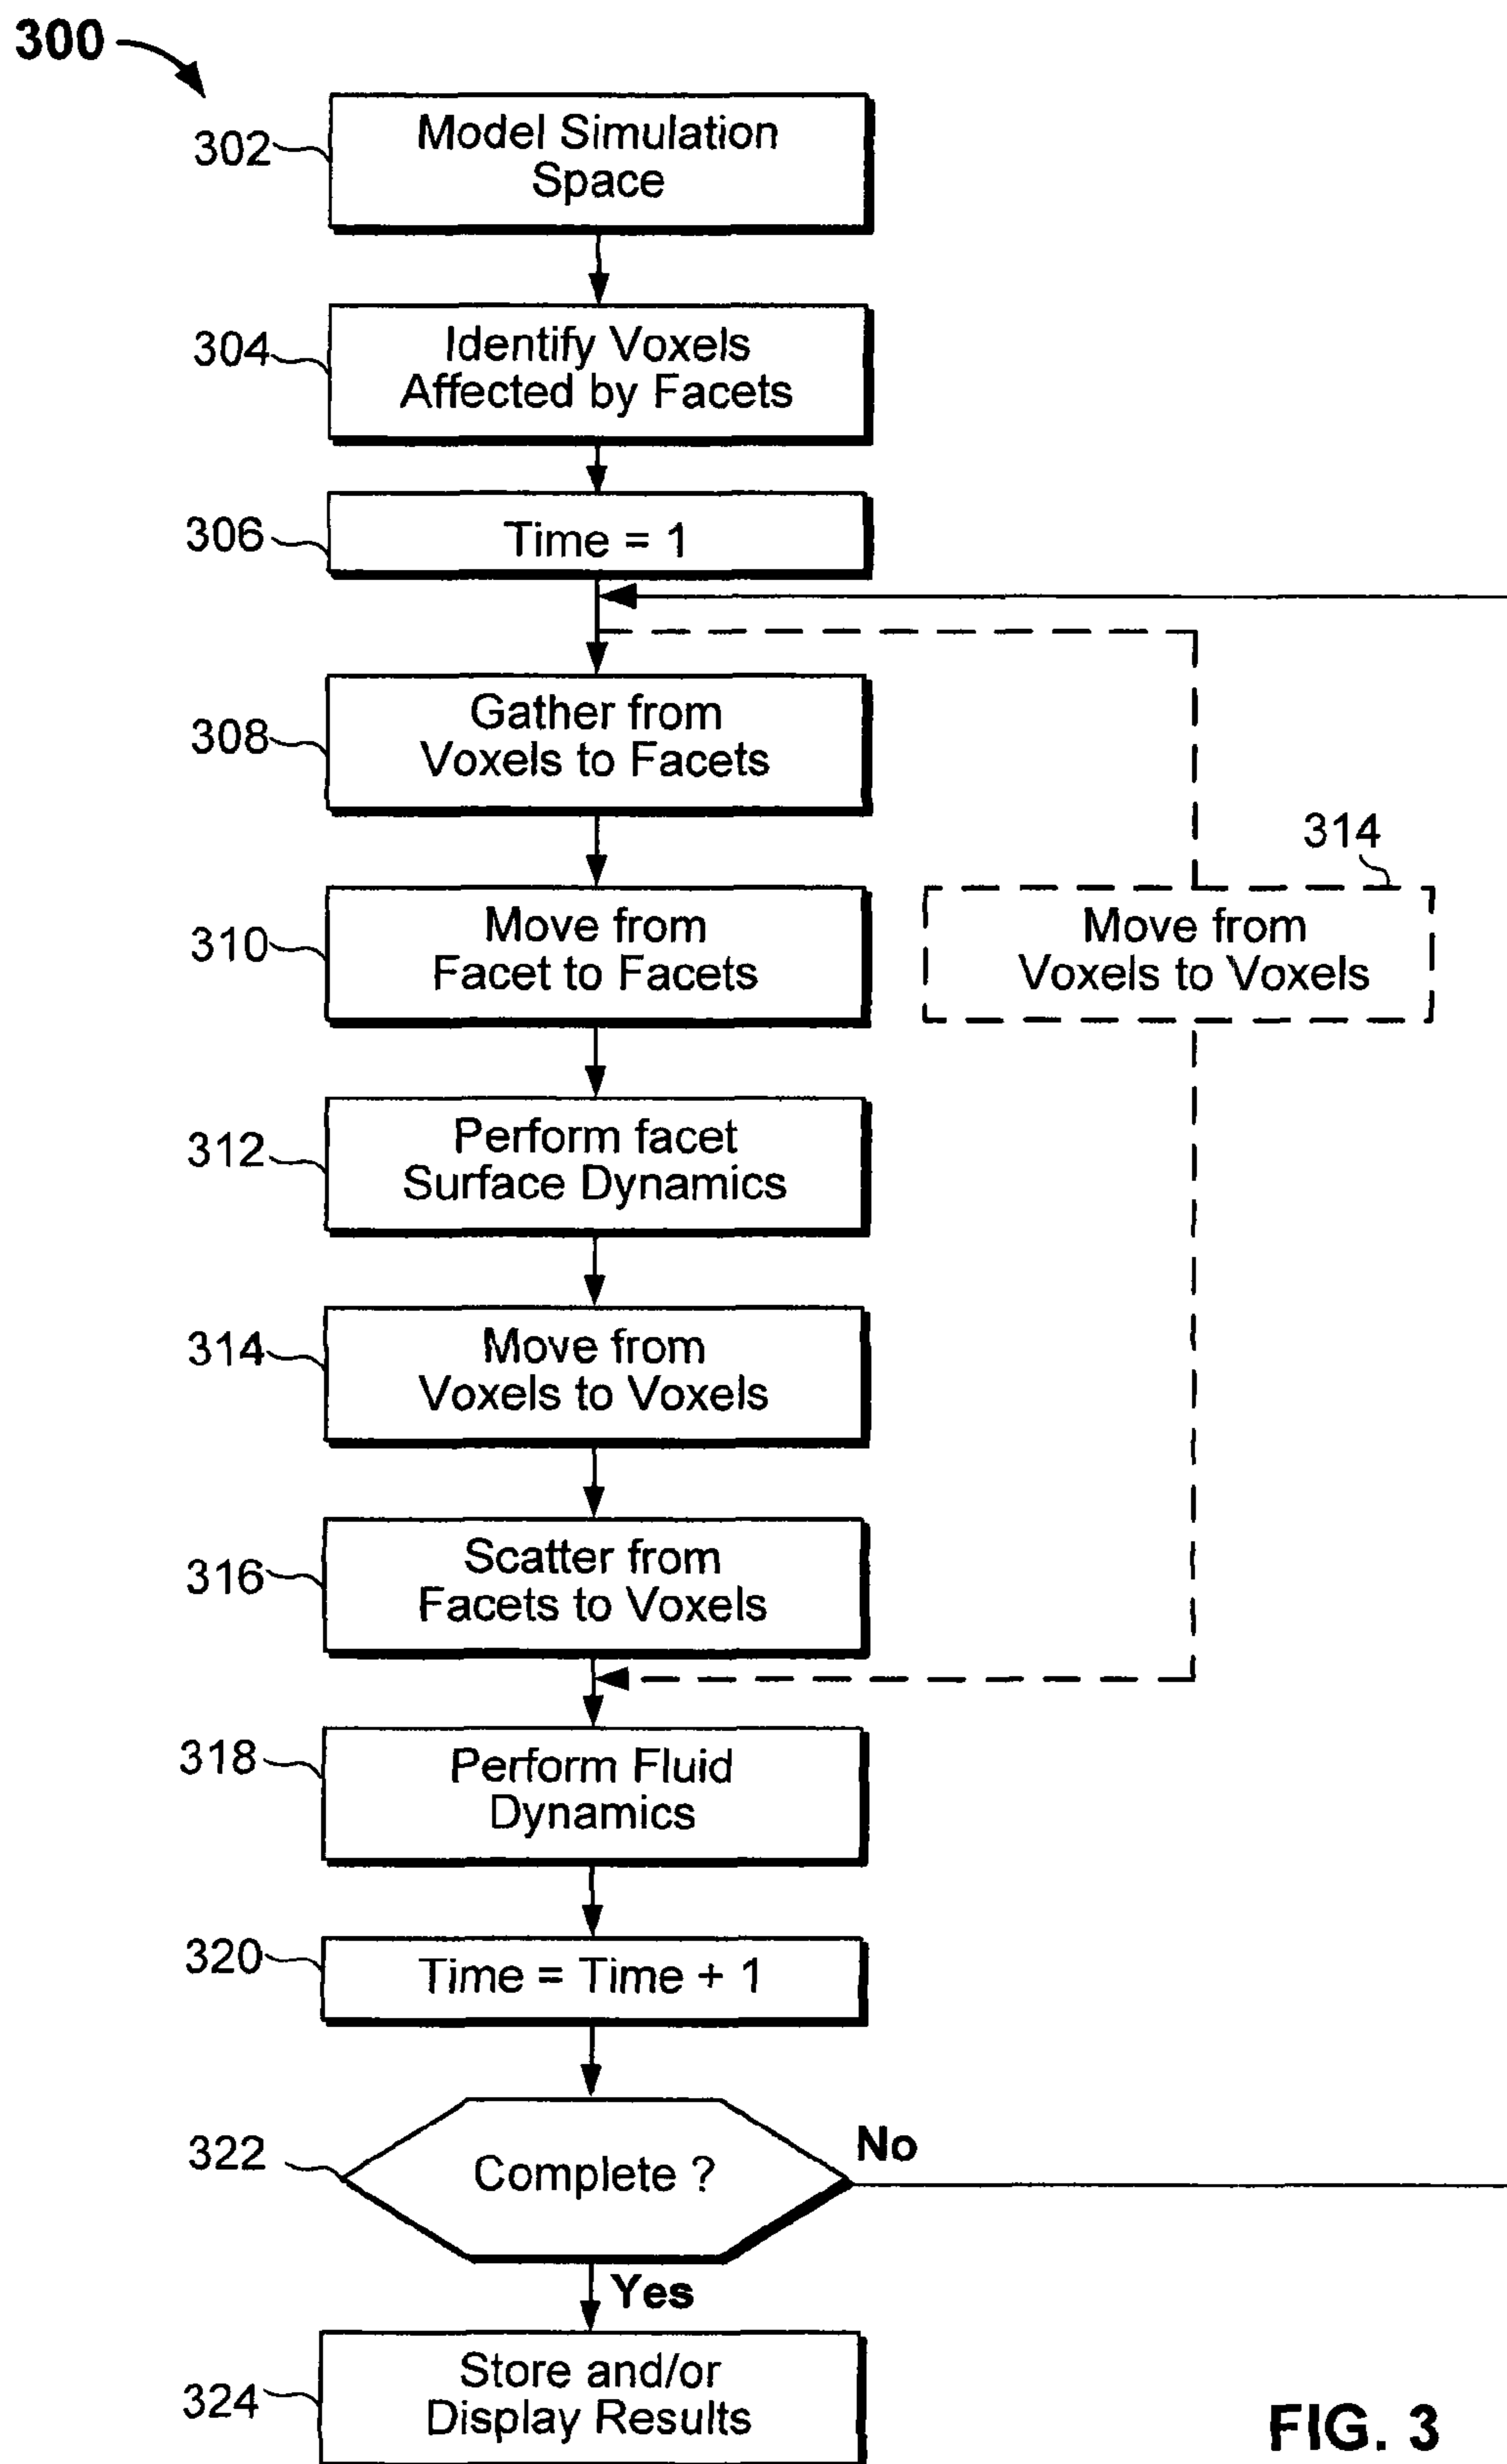 300
302
Model Simulation
Space
304
Identify Voxels
Affected by Facets
306
Time = 1
308
Gather from
Voxels to Facets
310
Move from
Facet to Facets
314
Move from
Voxels to Voxels
312
Perform facet
Surface Dynamics
314
Move from
Voxels to Voxels
316
Scatter from
Facets to Voxels
318
Perform Fluid
Dynamics
320
Time = Time + 1
322
Complete ?
No
Yes
324
Store and/or
Display Results
FIG. 3